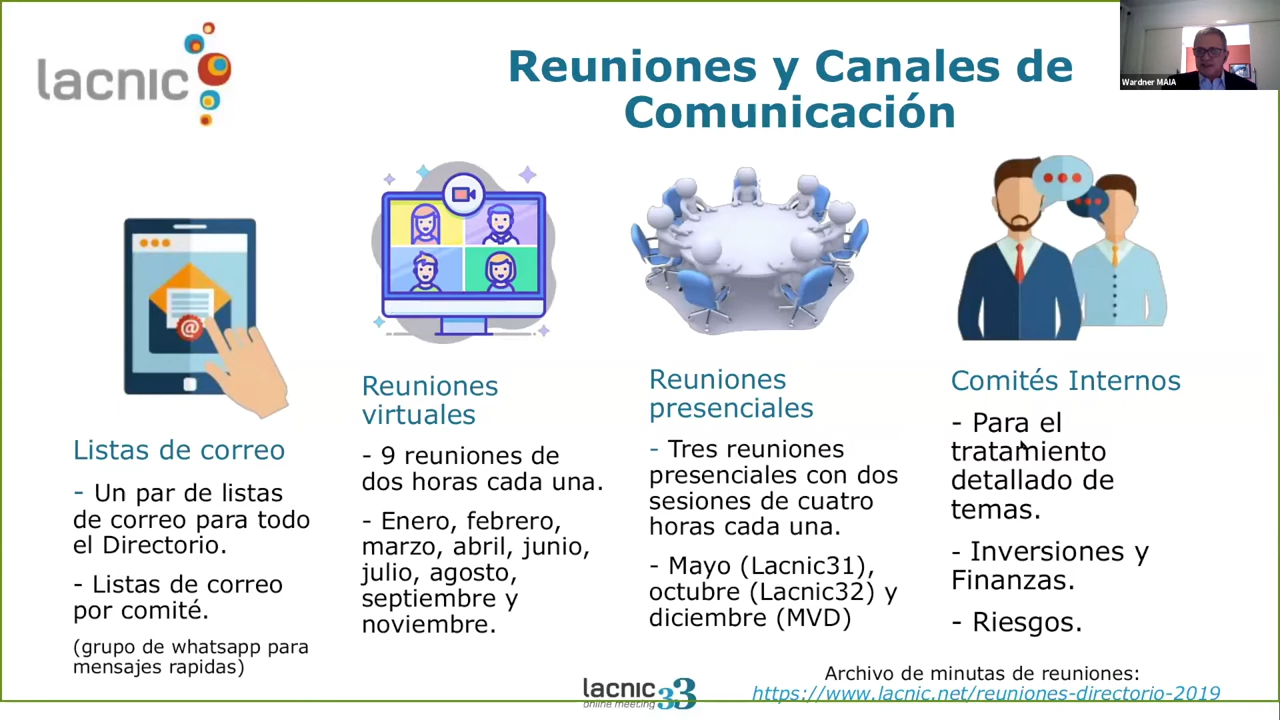 lacnic
Reuniones y Canales de
Comunicación
Wardner MAIA
@
Listas de correo
- Un par de listas
de correo para todo
el Directorio.
- Listas de correo
por comité.
(grupo de whatsapp para
mensajes rapidas)
Reuniones
virtuales
- 9 reuniones de
dos horas cada una.
- Enero, febrero,
marzo, abril, junio,
julio, agosto,
septiembre y
noviembre.
Reuniones
presenciales
- Tres reuniones
presenciales con dos
sesiones de cuatro
horas cada una.
- Mayo (Lacnic31),
octubre (Lacnic32) y
diciembre (MVD)
Comités Internos
- Para el
tratamiento
detallado de
temas.
- Inversiones y
Finanzas.
- Riesgos.
Archivo de minutas de reuniones:
https://www.lacnic.net/reuniones-directorio-2019
lacnic 33
online meeting